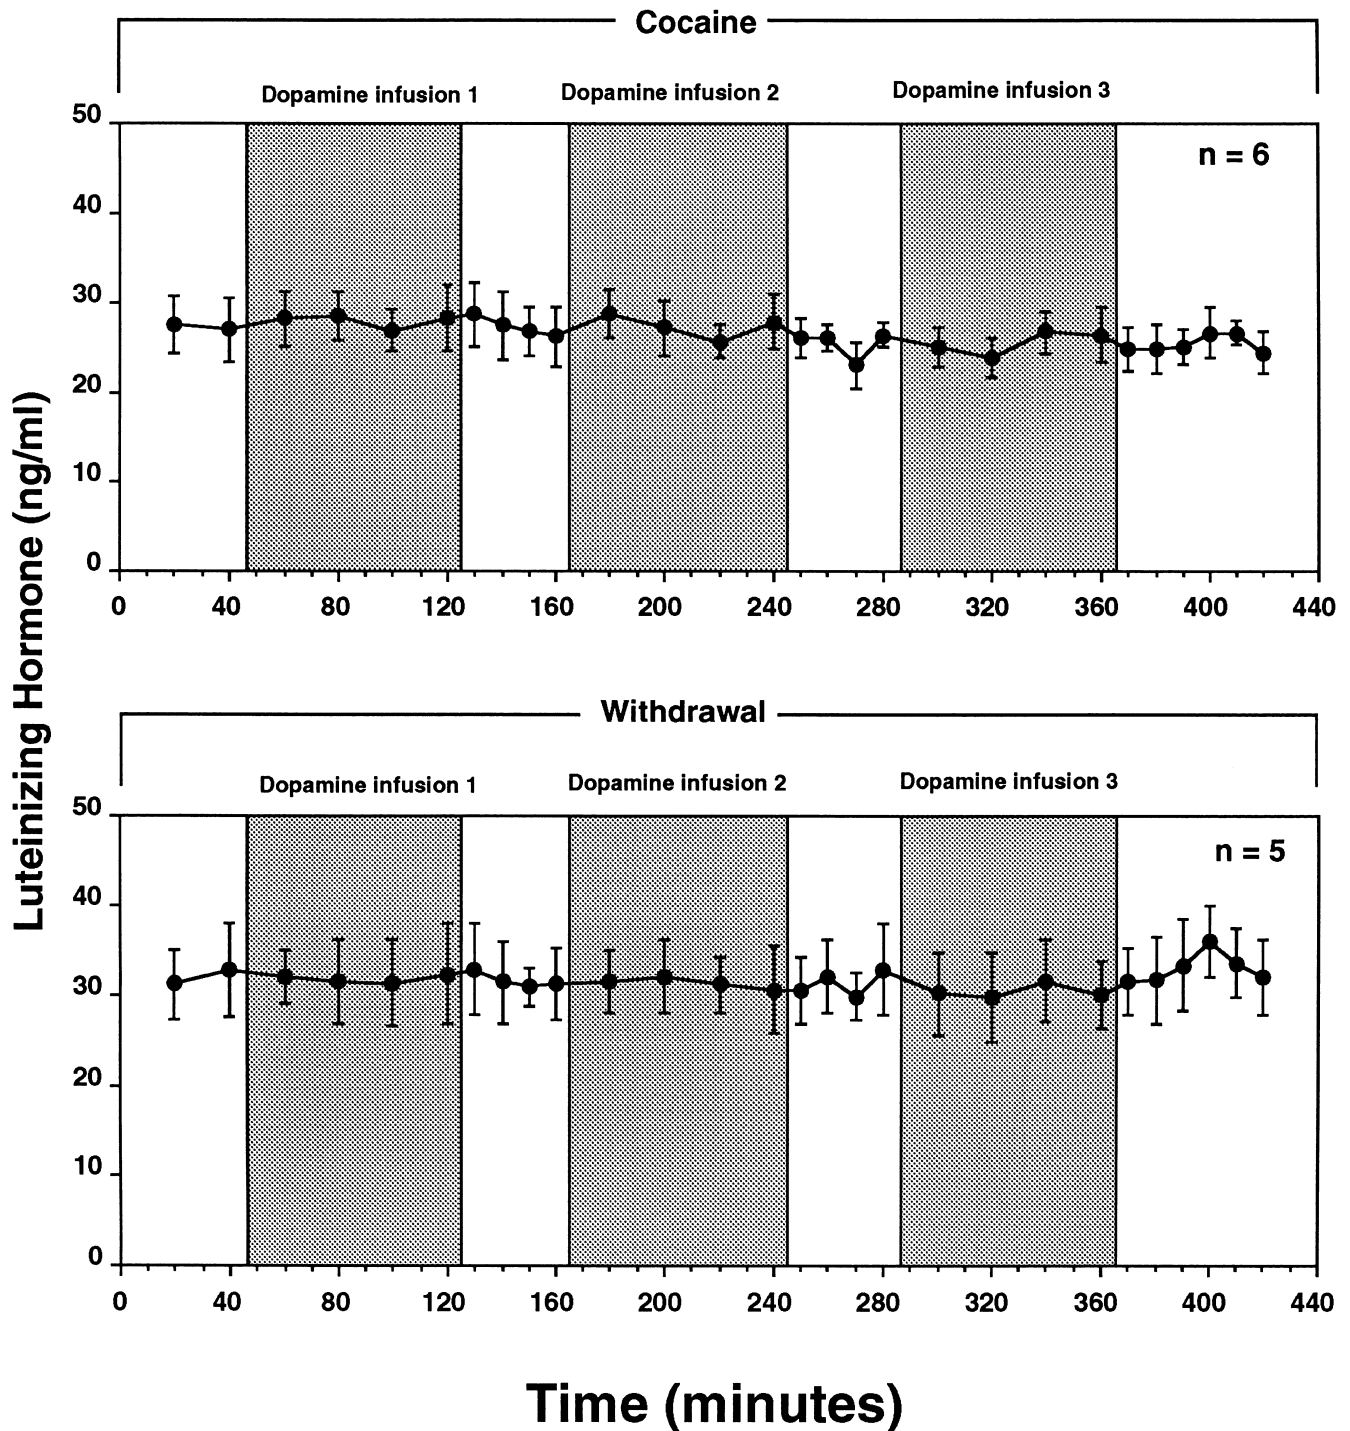 Cocaine
Dopamine infusion 1 Dopamine infusion 2 Dopamine infusion 3
50
n = 6
40
30
20
10
0
0 40 80 120 160 200 240 280 320 360 400 440
Luteinizing Hormone (ng/ml)
Withdrawal
Dopamine infusion 1 Dopamine infusion 2 Dopamine infusion 3
50
n = 5
40
30
20
10
0
0 40 80 120 160 200 240 280 320 360 400 440
Time (minutes)